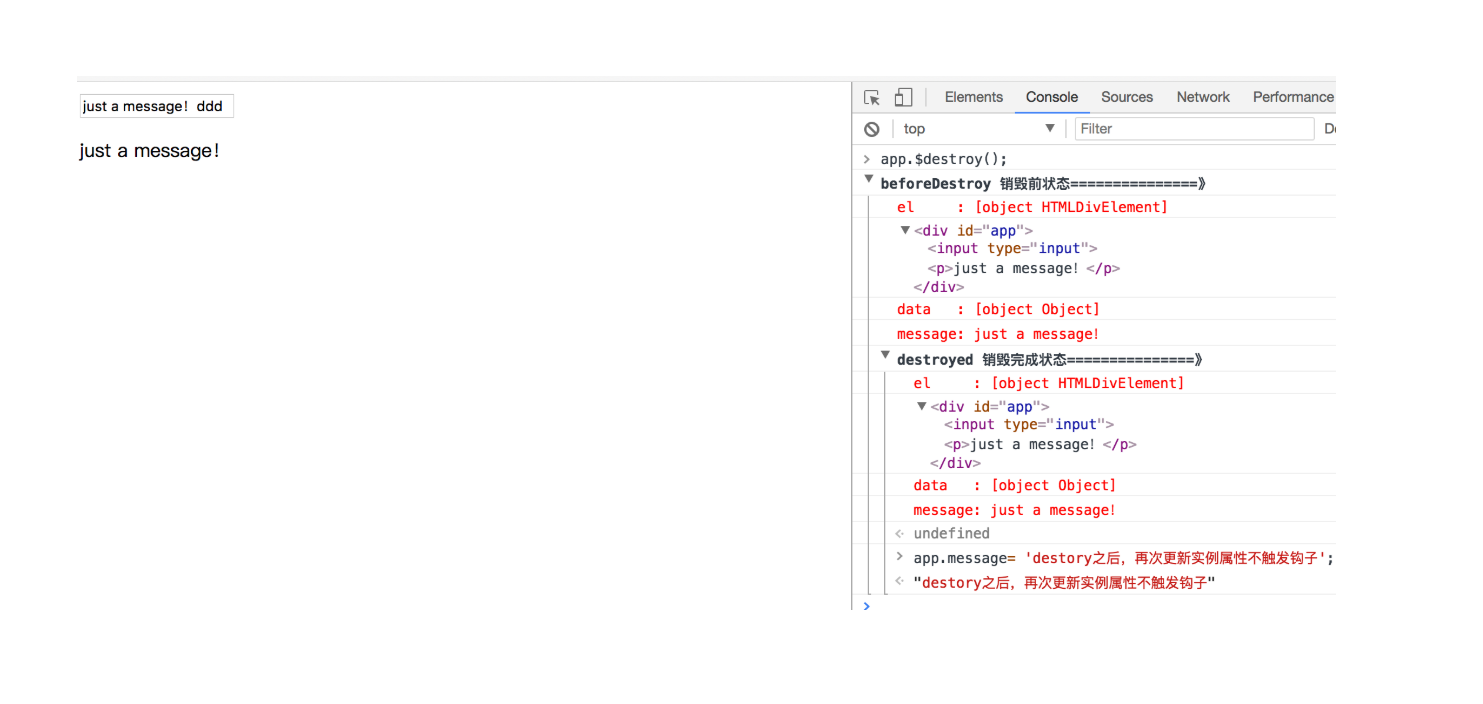 just a message！ddd
just a message！
Elements Console Sources Network Performance
top Filter
app.$destroy();
beforeDestroy 销毁前状态===============》
el     : [object HTMLDivElement]
<div id="app">
<input type="input">
<p>just a message！</p>
</div>
data   : [object Object]
message: just a message！
destroyed 销毁完成状态===============》
el     : [object HTMLDivElement]
<div id="app">
<input type="input">
<p>just a message！</p>
</div>
data   : [object Object]
message: just a message！
undefined
app.message= 'destory之后，再次更新实例属性不触发钩子';
"destory之后，再次更新实例属性不触发钩子"